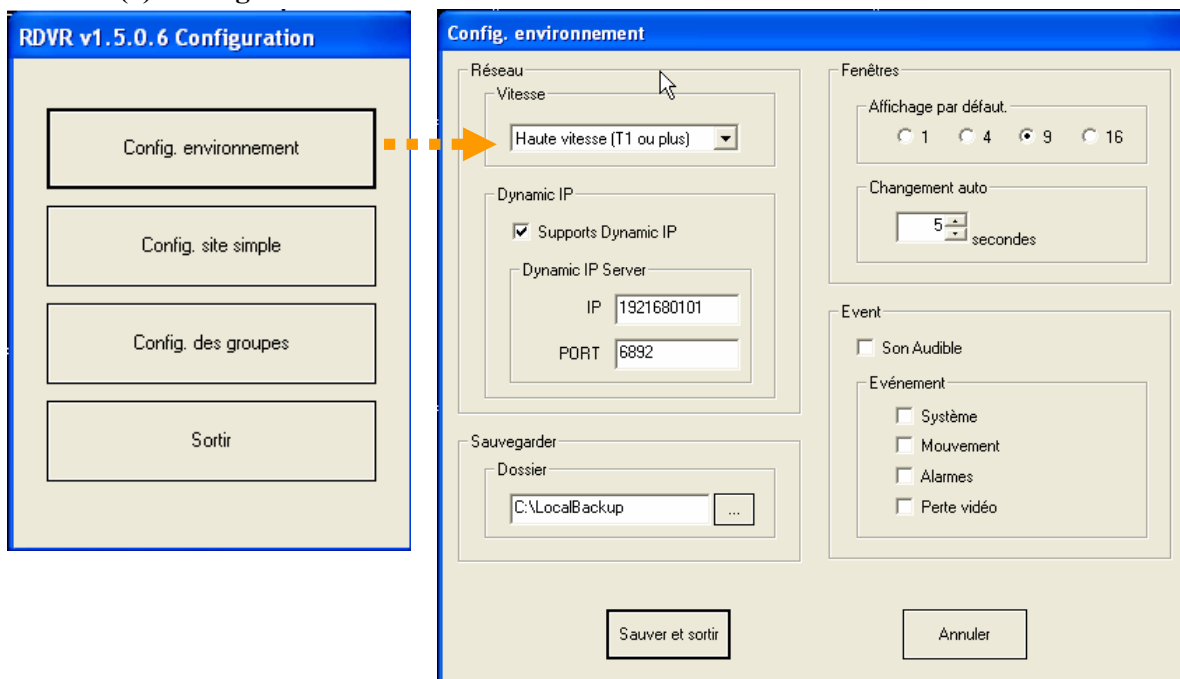 RDVR v1.5.0.6 Configuration
Config. environnement
Config. site simple
Config. des groupes
Sortir
Config. environnement
Réseau
Vitesse
Haute vitesse (T1 ou plus)
Dynamic IP
Supports Dynamic IP
Dynamic IP Server
IP 1921680101
PORT 6892
Sauvegarder
Dossier
C:\LocalBackup ...
Fenêtres
Affichage par défaut.
1 4 9 16
Changement auto
5 secondes
Event
Son Audible
Evénement
Système
Mouvement
Alarmes
Perte vidéo
Sauver et sortir
Annuler